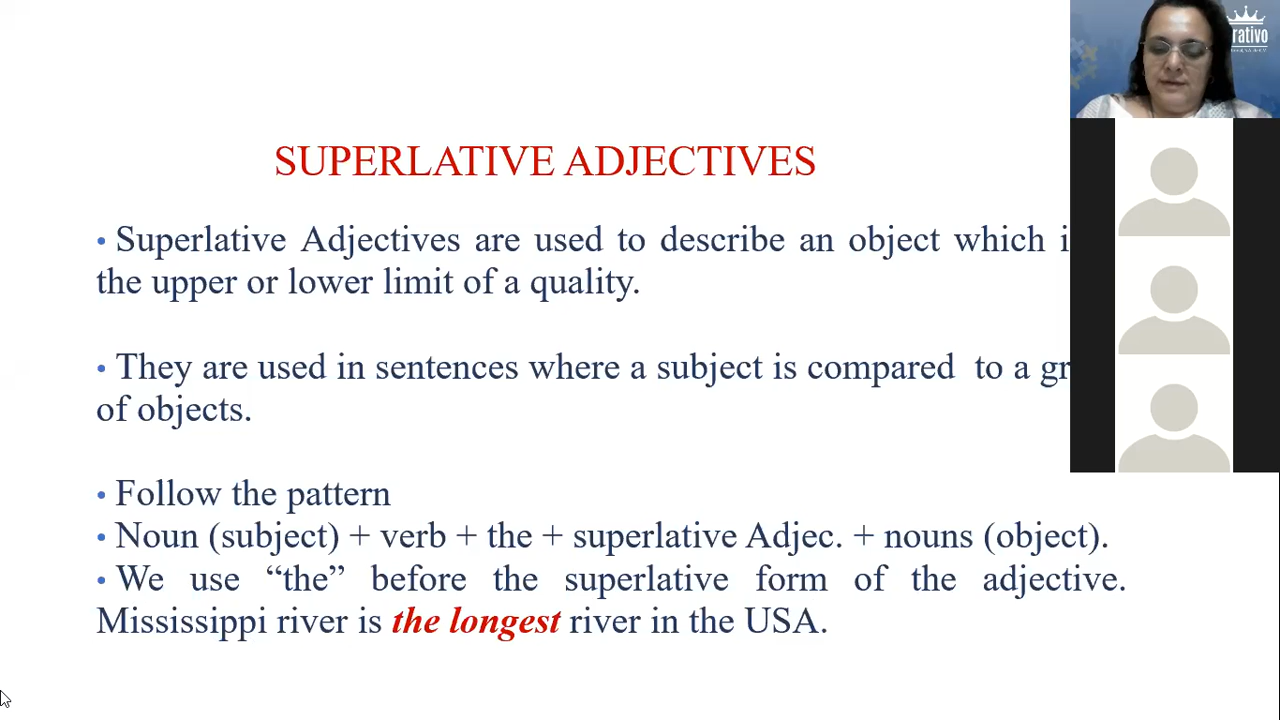 rativo
SUPERLATIVE ADJECTIVES
• Superlative Adjectives are used to describe an object which
the upper or lower limit of a quality.
• They are used in sentences where a subject is compared to a
of objects.
• Follow the pattern
• Noun (subject) + verb + the + superlative Adjec. + nouns (object).
• We use “the” before the superlative form of the adjective.
Mississippi river is the longest river in the USA.